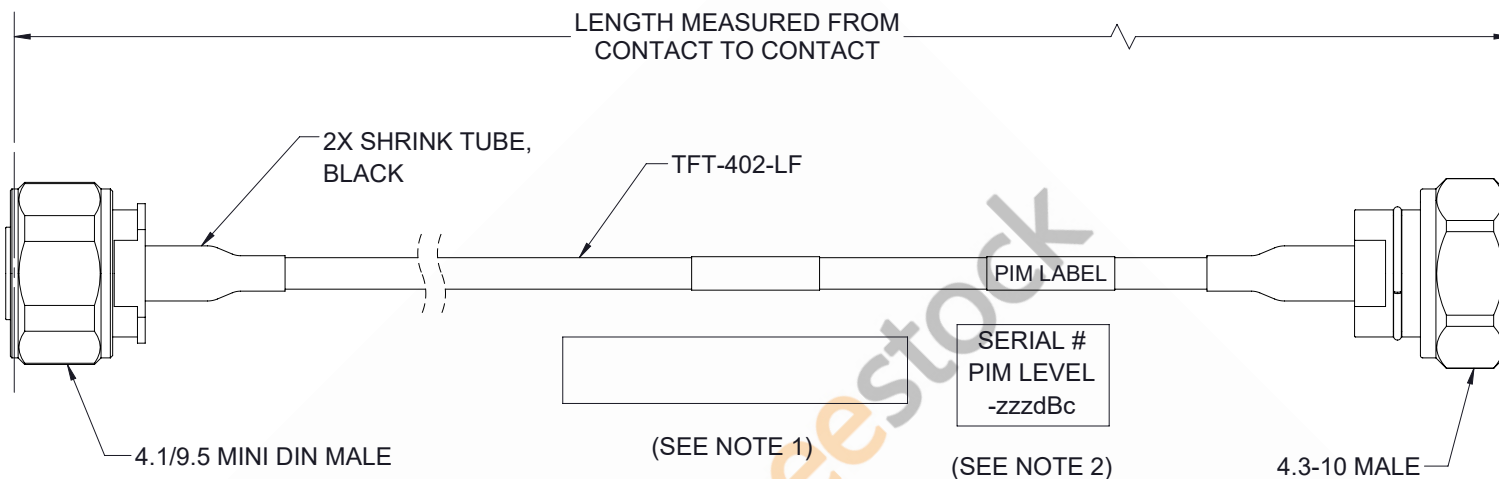 LENGTH MEASURED FROM
CONTACT TO CONTACT
2X SHRINK TUBE,
BLACK
TFT-402-LF
PIM LABEL
SERIAL #
PIM LEVEL
-zzzdBc
4.1/9.5 MINI DIN MALE
(SEE NOTE 1)
(SEE NOTE 2)
4.3-10 MALE
eestock